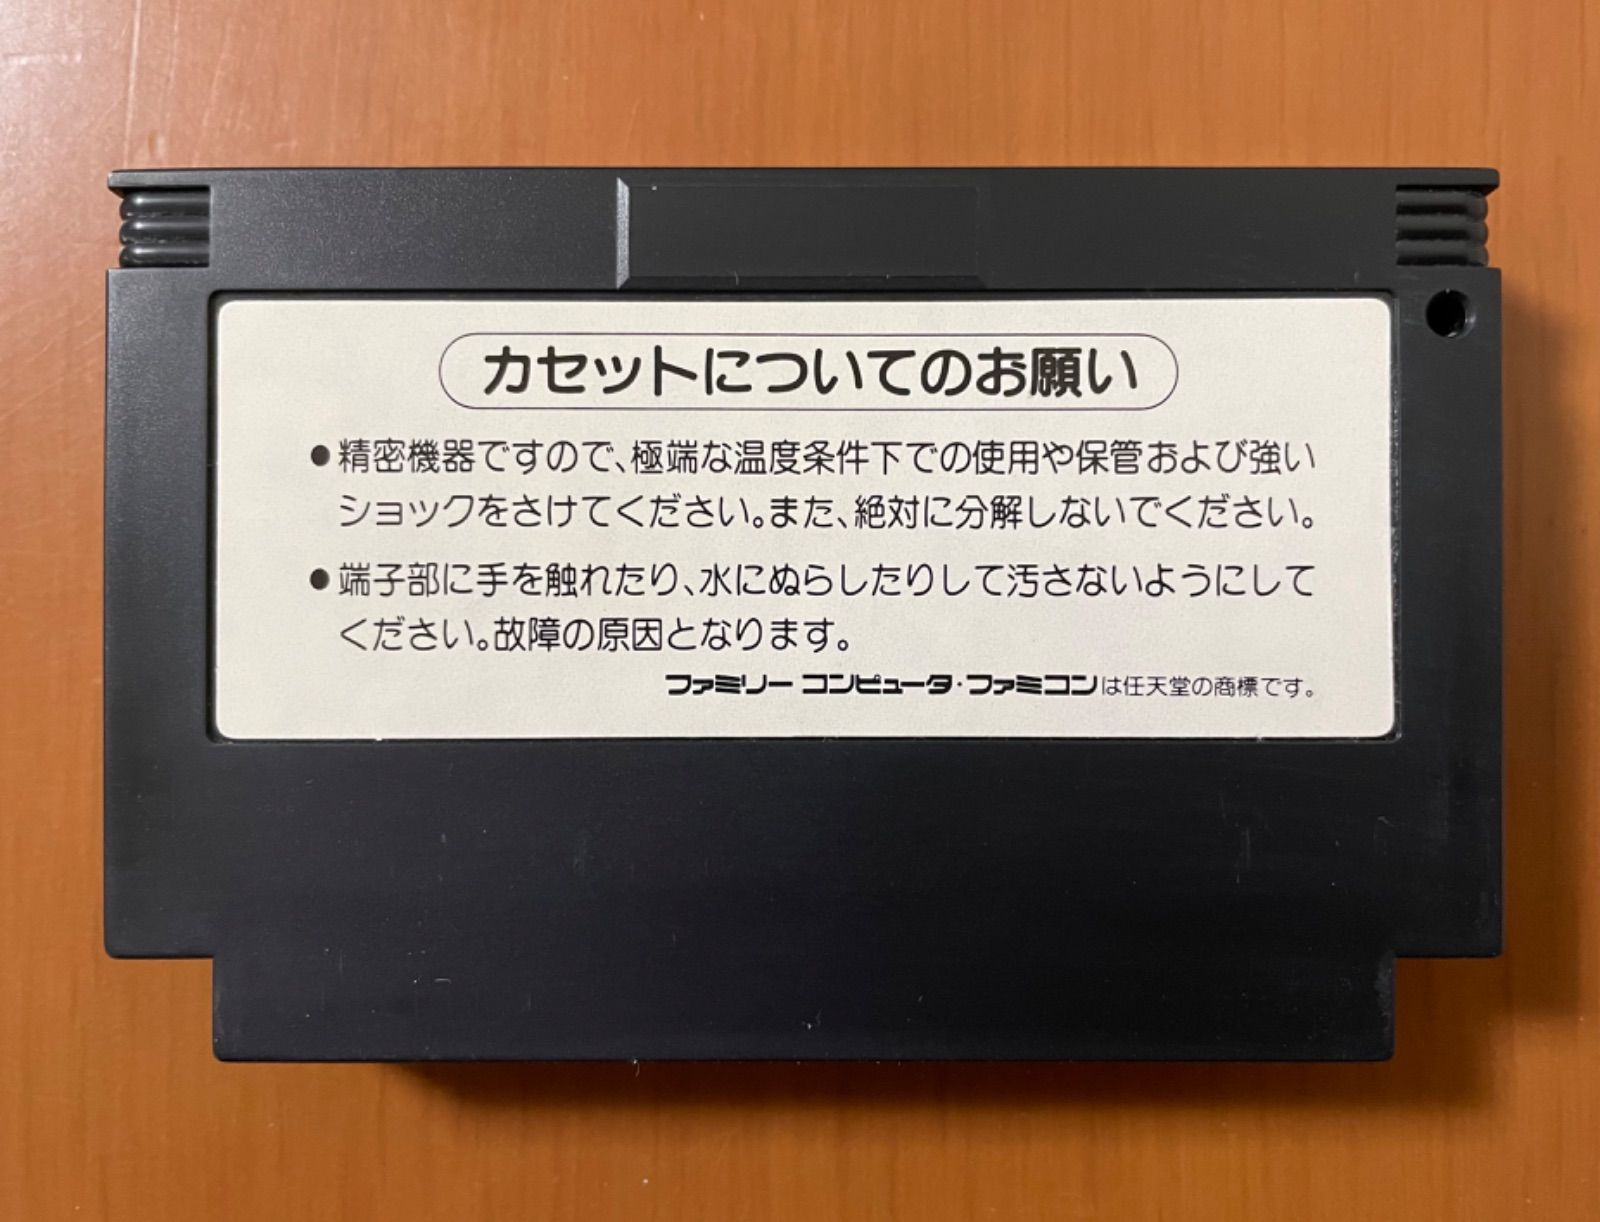 カセットについてのお願い
●精密機器ですので、極端な温度条件下での使用や保管および強い
ショックをさけてください。また、絶対に分解しないでください。
●端子部に手を触れたり、水にぬらしたりして汚さないようにして
ください。故障の原因となります。
ファミリー コンピュータ・ファミコンは任天堂の商標です。